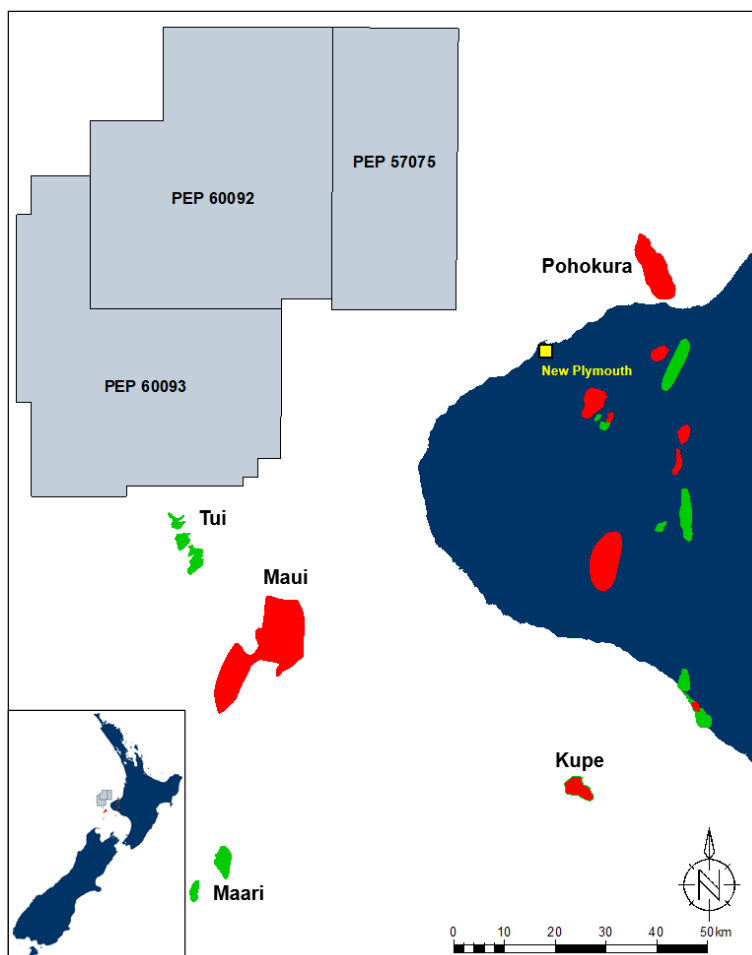 PEP 57075
PEP 60092
Pohokura
New Plymouth
PEP 60093
Tui
Maui
Kupe
Maari
N
0 10 20 30 40 50 km